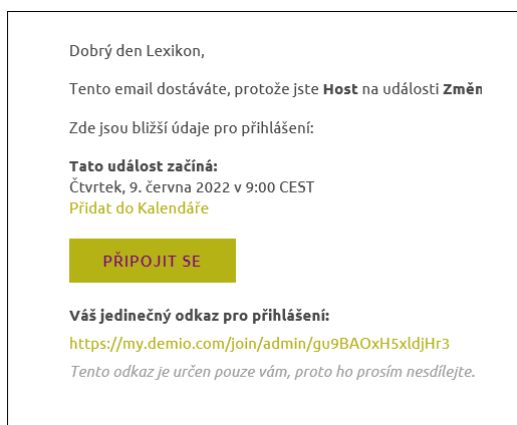 Dobrý den Lexikon,
Tento email dostáváte, protože jste Host na události Změn
Zde jsou bližší údaje pro přihlášení:
Tato událost začíná:
Čtvrtek, 9. června 2022 v 9:00 CEST
Přidat do Kalendáře
PŘIPOJIT SE
Váš jedinečný odkaz pro přihlášení:
https://my.demio.com/join/admin/gu9BAOxH5xldjHr3
Tento odkaz je určen pouze vám, proto ho prosím nesdílejte.